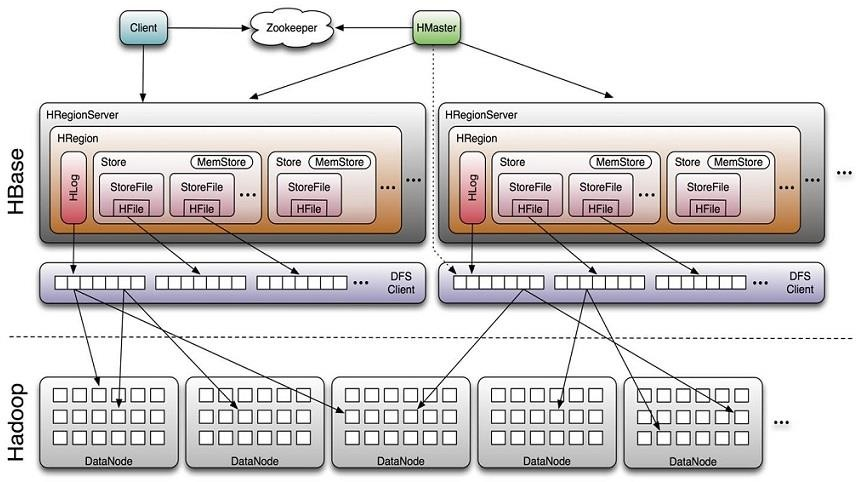 Client
Zookeeper
HMaster
HBase
HRegionServer
HRegion
HLog
Store
MemStore
StoreFile
HFile
StoreFile
HFile
...
Store
MemStore
StoreFile
HFile
...
...
DFS
Client
...
HRegionServer
HRegion
HLog
Store
MemStore
StoreFile
HFile
StoreFile
HFile
...
Store
MemStore
StoreFile
HFile
...
...
...
DFS
Client
...
Hadoop
DataNode
DataNode
DataNode
DataNode
DataNode
...